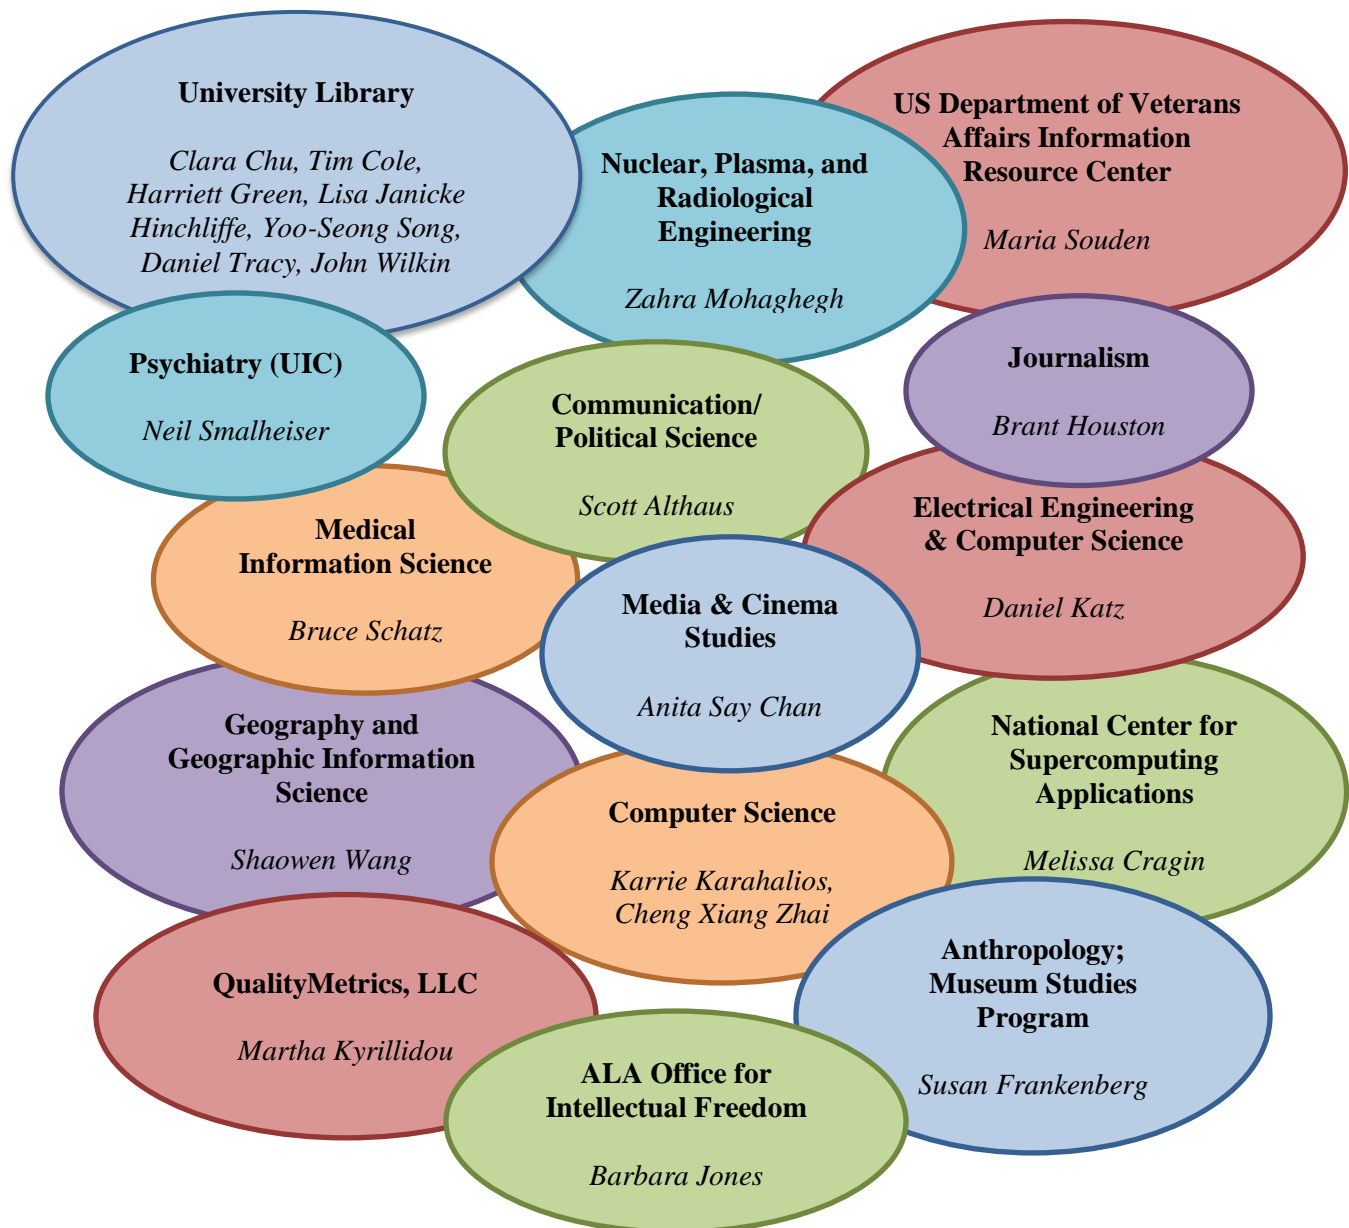 University Library
Clara Chu, Tim Cole,
Harriett Green, Lisa Janicke
Hinchliffe, Yoo-Seong Song,
Daniel Tracy, John Wilkin
Nuclear, Plasma, and
Radiological
Engineering
Zahra Mohaghegh
US Department of Veterans
Affairs Information
Resource Center
Maria Souden
Psychiatry (UIC)
Neil Smalheiser
Communication/
Political Science
Scott Althaus
Journalism
Brant Houston
Medical
Information Science
Bruce Schatz
Media & Cinema
Studies
Anita Say Chan
Electrical Engineering
& Computer Science
Daniel Katz
Geography and
Geographic Information
Science
Shaowen Wang
Computer Science
Karrie Karahalios,
Cheng Xiang Zhai
National Center for
Supercomputing
Applications
Melissa Cragin
QualityMetrics, LLC
Martha Kyrillidou
ALA Office for
Intellectual Freedom
Barbara Jones
Anthropology;
Museum Studies
Program
Susan Frankenberg